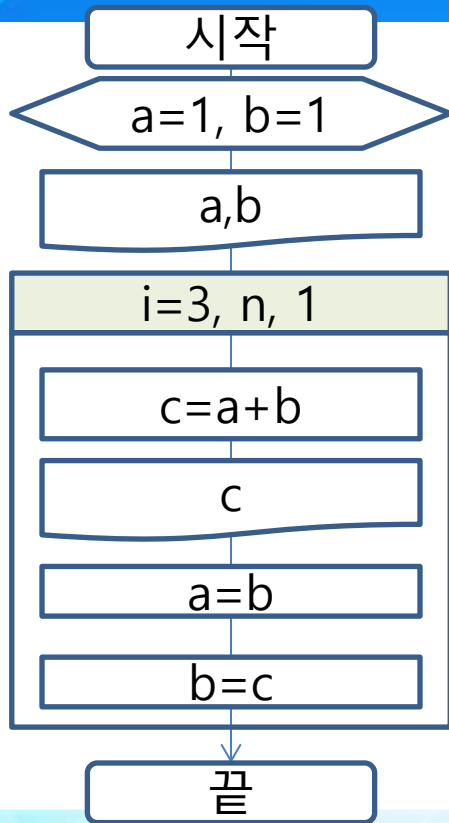 시작
a=1, b=1
a,b
i=3, n, 1
c=a+b
c
a=b
b=c
끝